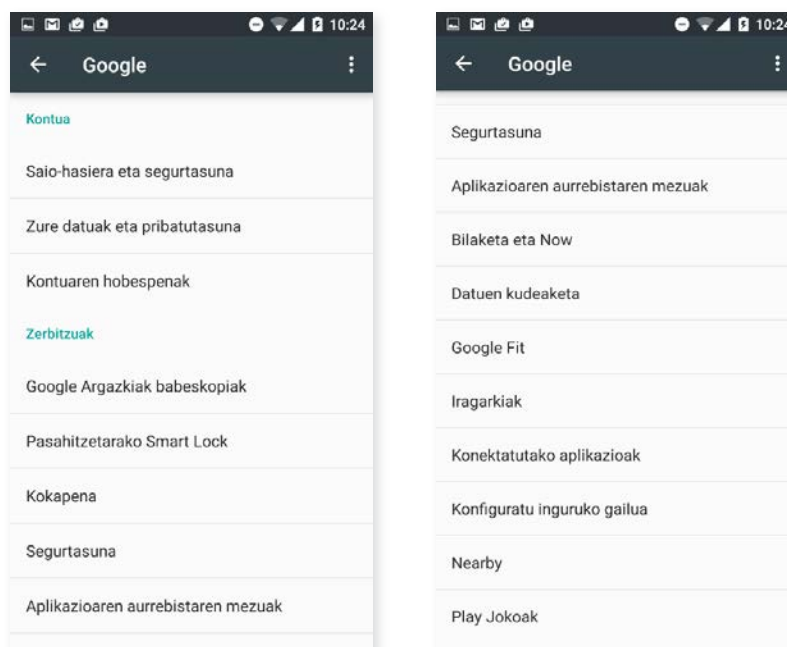 10:24
Google
Kontua
Saio-hasiera eta segurtasuna
Zure datuak eta pribatutasuna
Kontuaren hobespenak
Zerbitzuak
Google Argazkiak babeskopiak
Pasahitzetarako Smart Lock
Kokapena
Segurtasuna
Aplikazioaren aurrebistaren mezuak
10:24
Google
Segurtasuna
Aplikazioaren aurrebistaren mezuak
Bilaketa eta Now
Datuen kudeaketa
Google Fit
Iragarkiak
Konektatutako aplikazioak
Konfiguratu inguruko gailua
Nearby
Play Jokoak